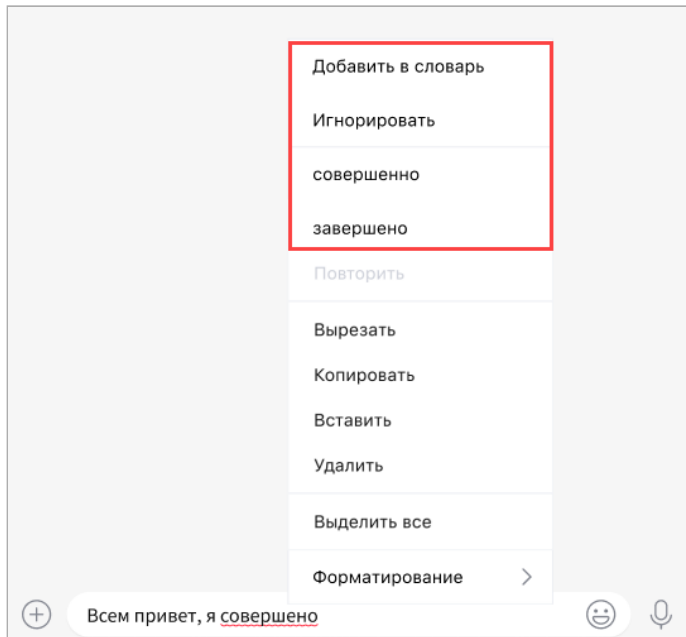 Добавить в словарь
Игнорировать
совершенно
завершено
Повторить
Вырезать
Копировать
Вставить
Удалить
Выделить все
Форматирование
Всем привет, я совершено